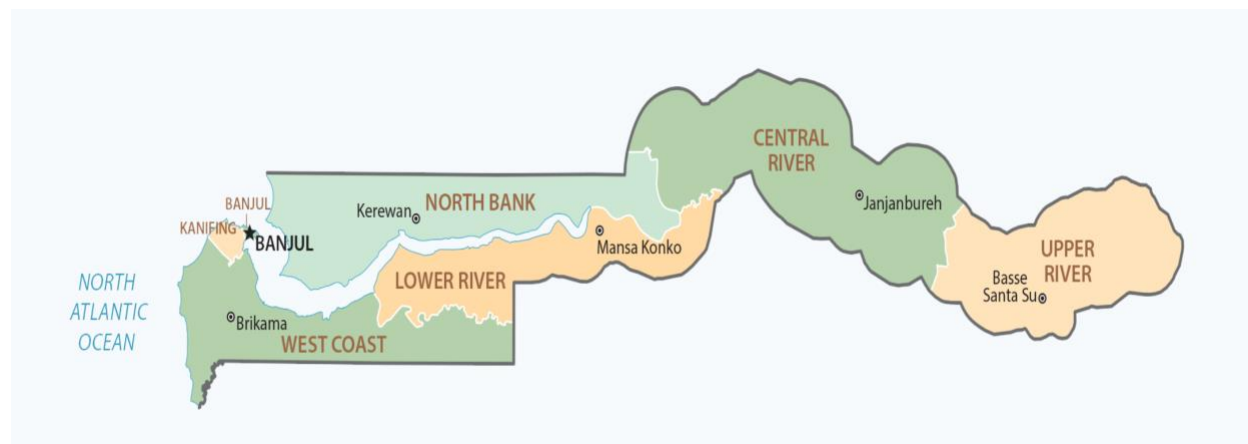 CENTRAL
RIVER
BANJUL
NORTH BANK
Kerewan
Janjanbureh
KANIFING
BANJUL
Mansa Konko
UPPER
RIVER
NORTH
ATLANTIC
OCEAN
LOWER RIVER
Basse
Santa Su
Brikama
WEST COAST